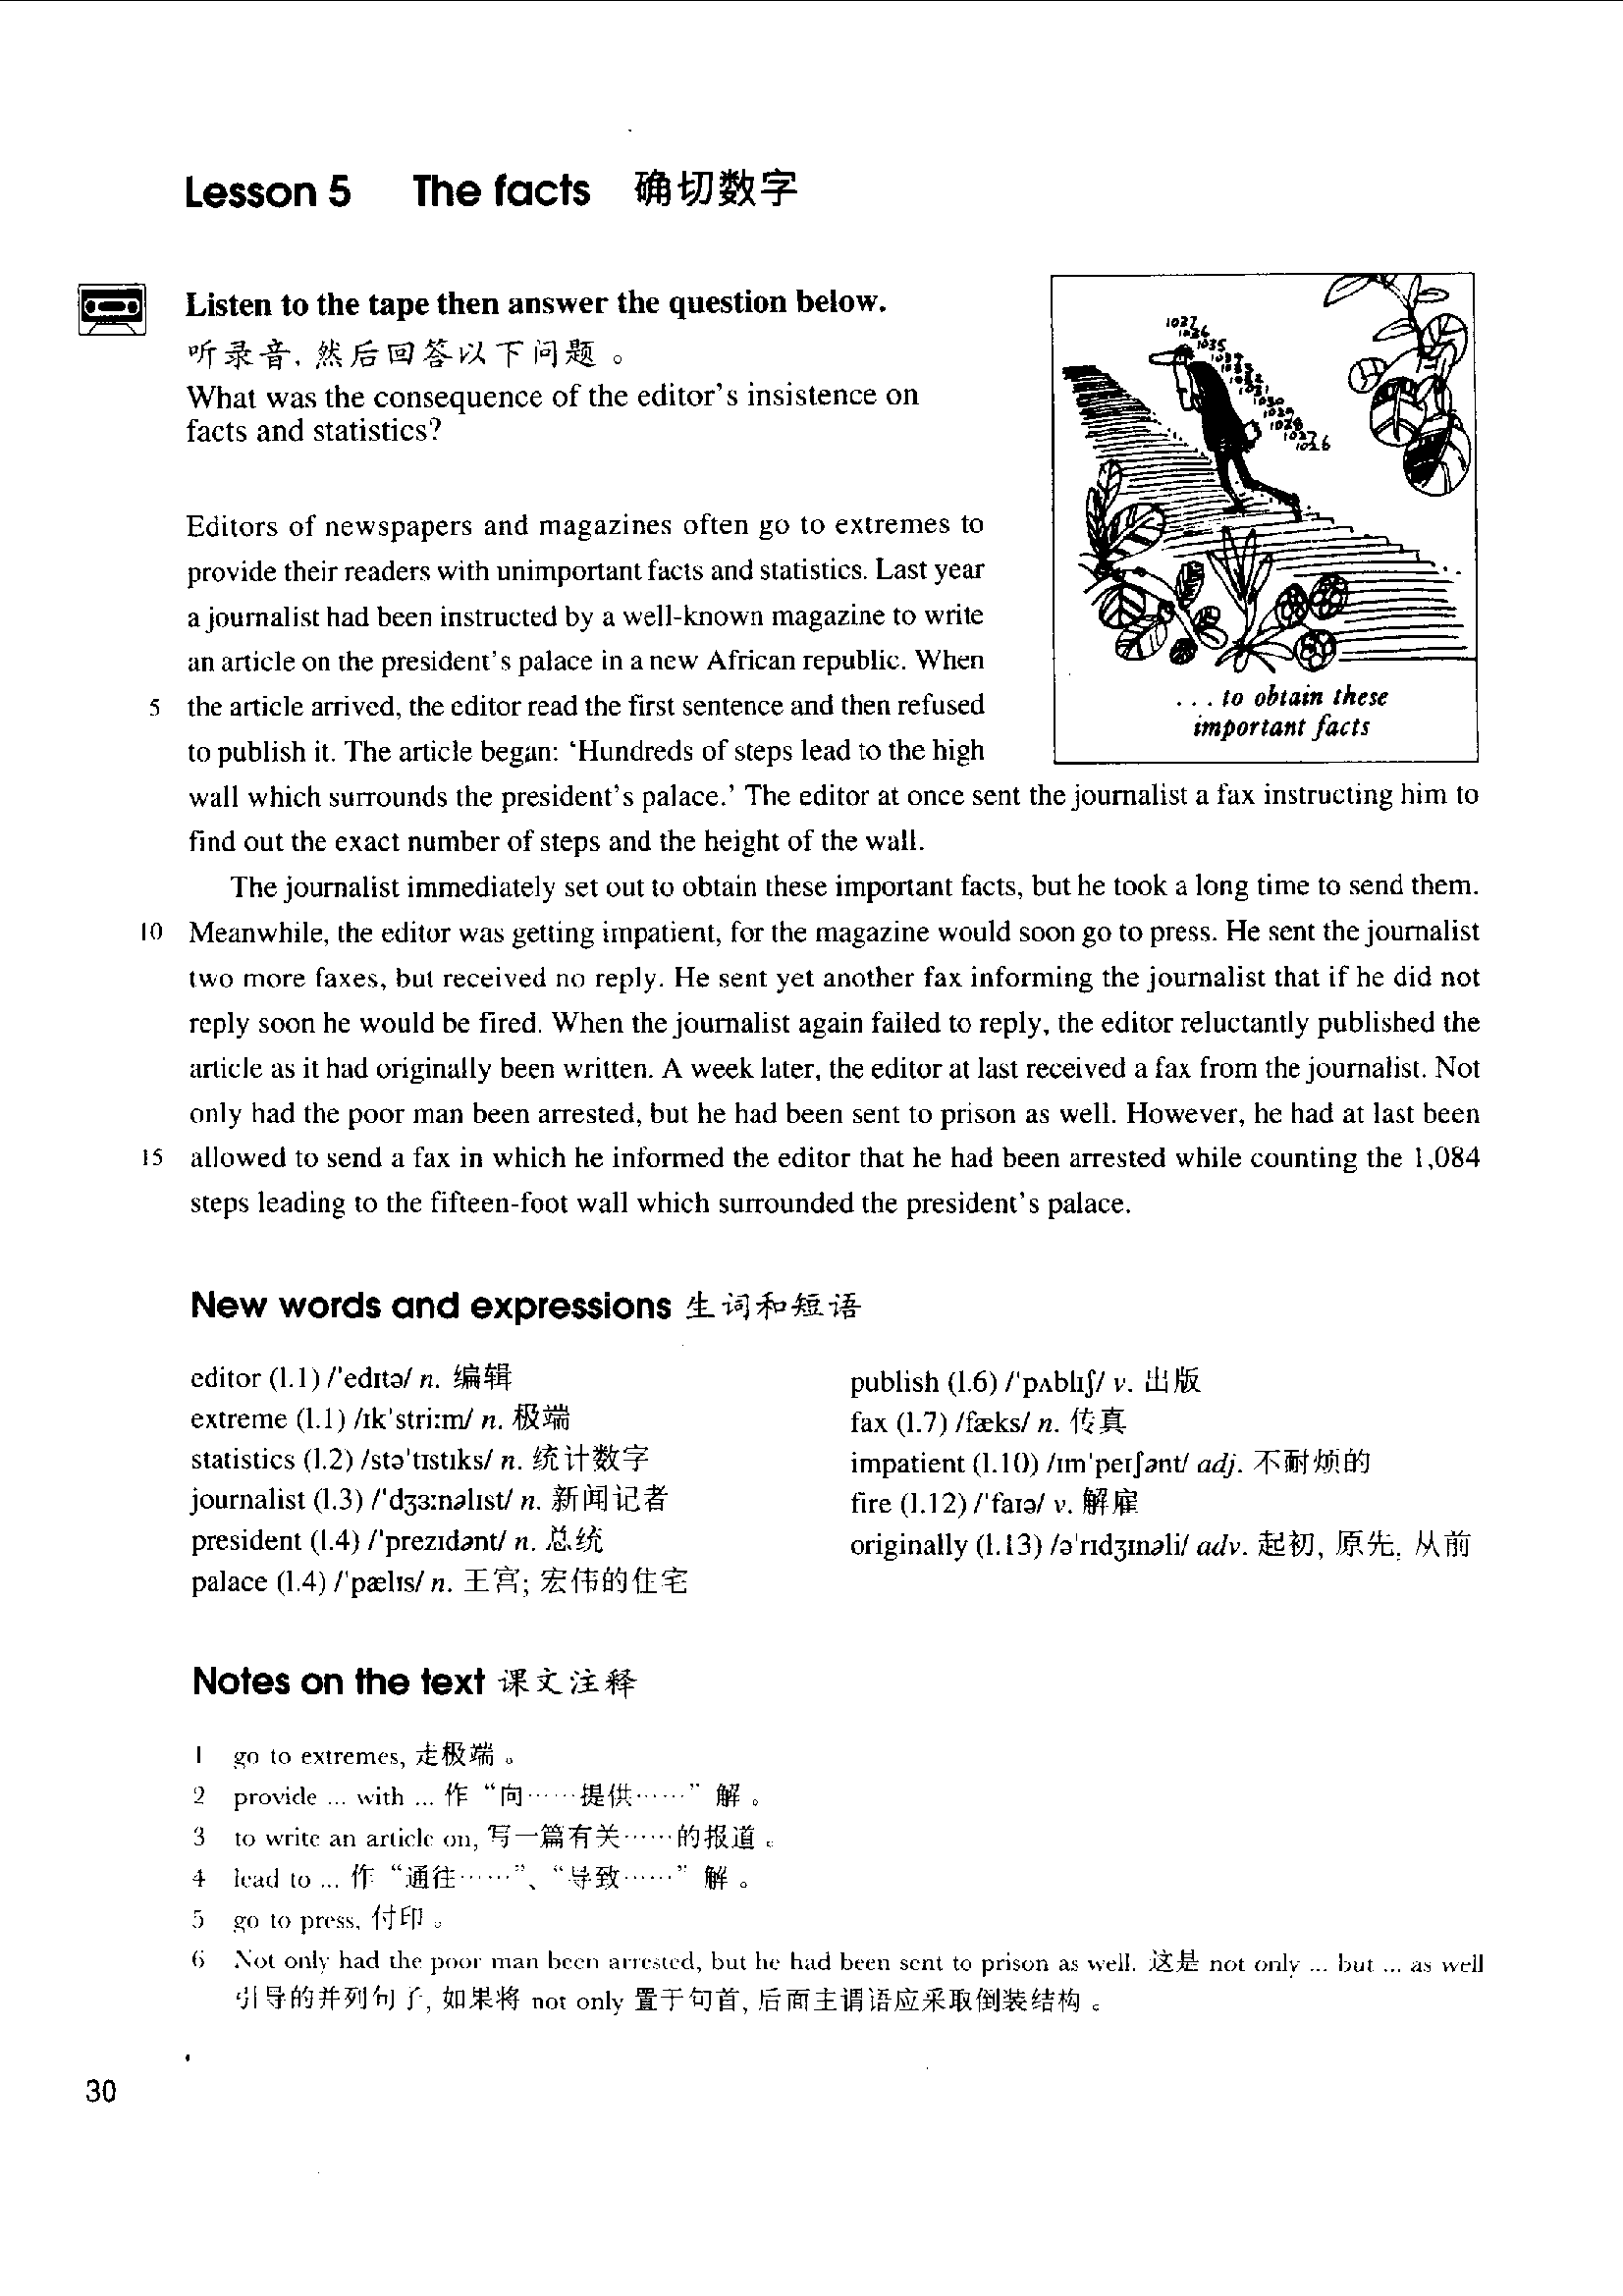 Lesson 5 The facts 确切数字
Listen to the tape then answer the question below.
听录音, 然后回答以下问题。
What was the consequence of the editor's insistence on
facts and statistics?
1037
1036
1035
1034
1033
1032
1031
1030
1029
1028
1027
1026
. . . to obtain these
important facts
Editors of newspapers and magazines often go to extremes to
provide their readers with unimportant facts and statistics. Last year
a journalist had been instructed by a well-known magazine to write
an article on the president's palace in a new African republic. When
5 the article arrived, the editor read the first sentence and then refused
to publish it. The article began: 'Hundreds of steps lead to the high
wall which surrounds the president's palace.' The editor at once sent the journalist a fax instructing him to
find out the exact number of steps and the height of the wall.
The journalist immediately set out to obtain these important facts, but he took a long time to send them.
10 Meanwhile, the editor was getting impatient, for the magazine would soon go to press. He sent the journalist
two more faxes, but received no reply. He sent yet another fax informing the journalist that if he did not
reply soon he would be fired. When the journalist again failed to reply, the editor reluctantly published the
article as it had originally been written. A week later, the editor at last received a fax from the journalist. Not
only had the poor man been arrested, but he had been sent to prison as well. However, he had at last been
15 allowed to send a fax in which he informed the editor that he had been arrested while counting the 1,084
steps leading to the fifteen-foot wall which surrounded the president's palace.
New words and expressions 生词和短语
editor (l.1) /'edɪtə/ n. 编辑
extreme (l.1) /ɪk'stri:m/ n. 极端
statistics (l.2) /stə'tɪstɪks/ n. 统计数字
journalist (l.3) /'dʒɜ:nəlɪst/ n. 新闻记者
president (l.4) /'prezɪdənt/ n. 总统
palace (l.4) /'pælɪs/ n. 王宫; 宏伟的住宅
publish (l.6) /'pʌblɪʃ/ v. 出版
fax (l.7) /fæks/ n. 传真
impatient (l.10) /ɪm'peɪʃənt/ adj. 不耐烦的
fire (l.12) /'faɪə/ v. 解雇
originally (l.13) /ə'rɪdʒɪnəli/ adv. 起初, 原先, 从前
Notes on the text 课文注释
1 go to extremes, 走极端。
2 provide ... with ... 作 “向……提供……” 解。
3 to write an article on, 写一篇有关……的报道。
4 lead to ... 作 “通往……”、“导致……” 解。
5 go to press, 付印。
6 Not only had the poor man been arrested, but he had been sent to prison as well. 这是 not only ... but ... as well
引导的并列句子, 如果将 not only 置于句首, 后面主谓语应采取倒装结构。
30